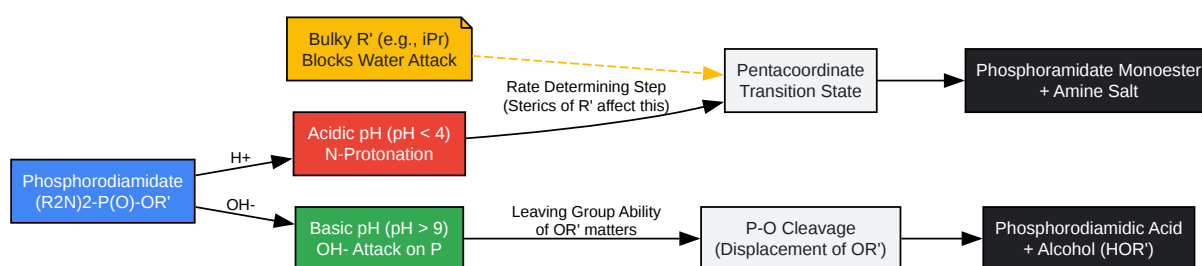 Bulky R' (e.g., iPr)
Blocks Water Attack
Rate Determining Step
(Sterics of R' affect this)
Pentacoordinate
Transition State
Phosphoramidate Monoester
+ Amine Salt
Acidic pH (pH < 4)
N-Protonation
H+
Phosphorodiamidate
(R2N)2-P(O)-OR'
OH-
Basic pH (pH > 9)
OH- Attack on P
Leaving Group Ability
of OR' matters
P-O Cleavage
(Displacement of OR')
Phosphorodiamidic Acid
+ Alcohol (HOR')